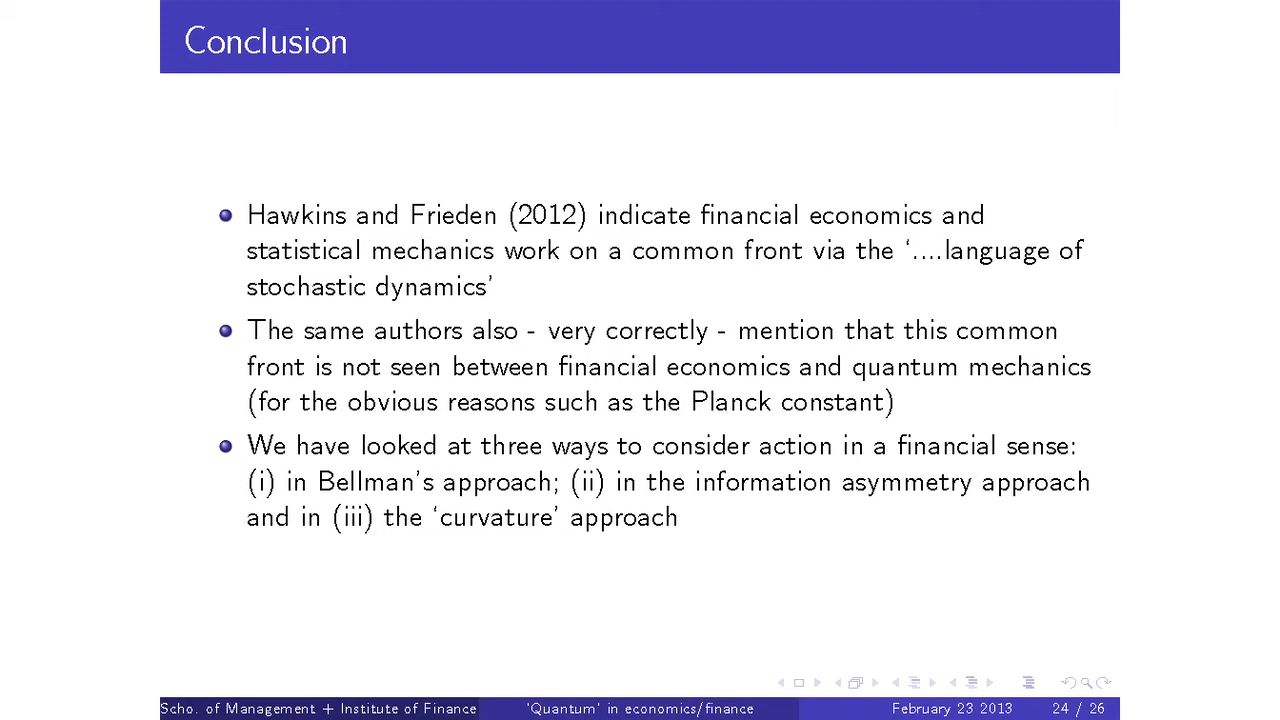 Conclusion
Hawkins and Frieden (2012) indicate financial economics and
statistical mechanics work on a common front via the ‘....language of
stochastic dynamics’
The same authors also - very correctly - mention that this common
front is not seen between financial economics and quantum mechanics
(for the obvious reasons such as the Planck constant)
We have looked at three ways to consider action in a financial sense:
(i) in Bellman’s approach; (ii) in the information asymmetry approach
and in (iii) the ‘curvature’ approach
Scho. of Management + Institute of Finance ‘Quantum’ in economics/finance February 23 2013 24 / 26